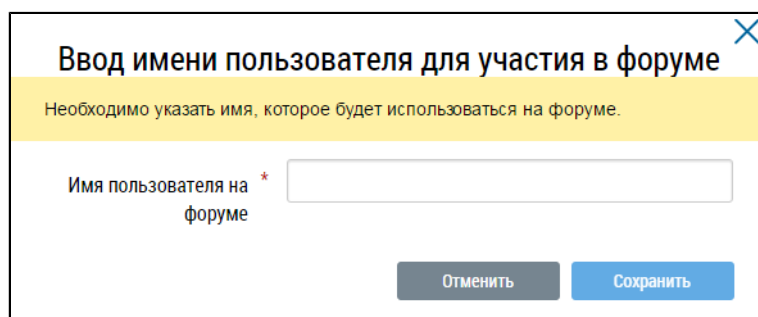 Ввод имени пользователя для участия в форуме
Необходимо указать имя, которое будет использоваться на форуме.
Имя пользователя на *
форуме
Отменить Сохранить